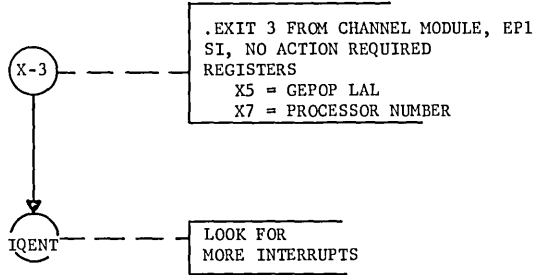 .EXIT 3 FROM CHANNEL MODULE, EP1
SI, NO ACTION REQUIRED
X-3
REGISTERS
X5 = GEPOP LAL
X7 = PROCESSOR NUMBER
IQENT
LOOK FOR
MORE INTERRUPTS